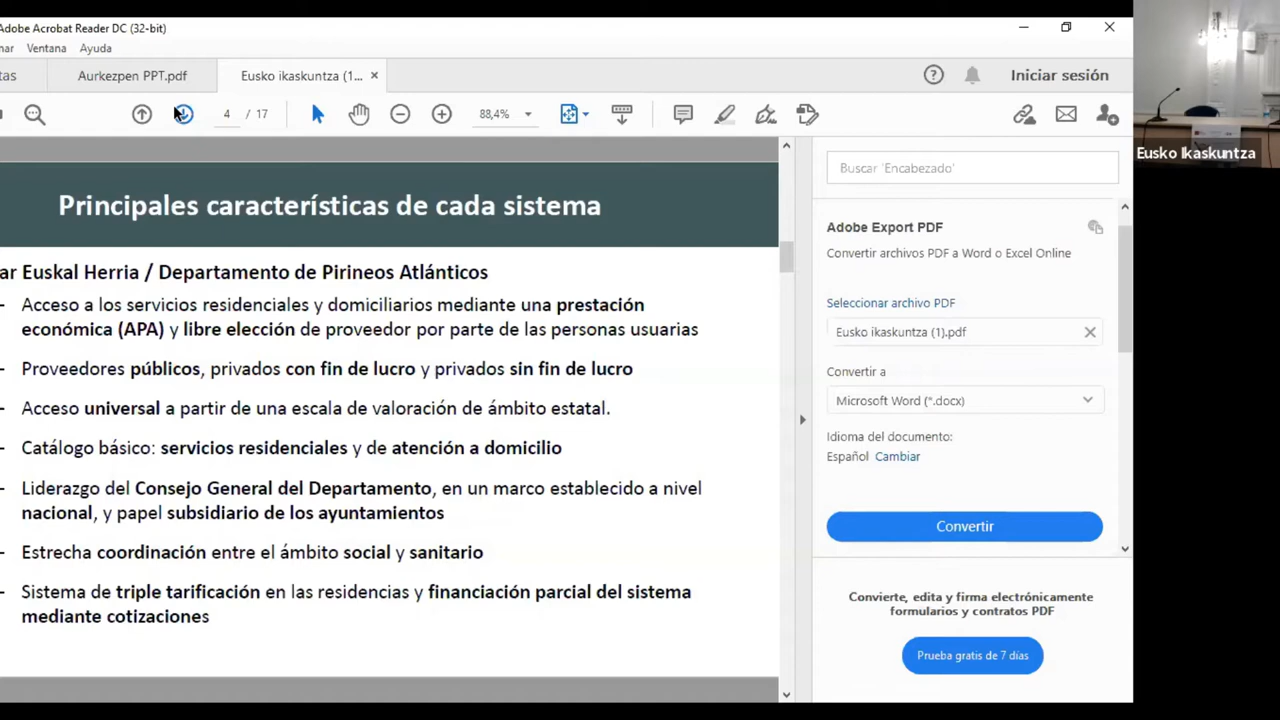 Adobe Acrobat Reader DC (32-bit)
nar Ventana Ayuda
tas Aurkezpen PPT.pdf Eusko ikaskuntza (1... Iniciar sesión
4 / 17 88,4%
Principales características de cada sistema
ar Euskal Herria / Departamento de Pirineos Atlánticos
- Acceso a los servicios residenciales y domiciliarios mediante una prestación
económica (APA) y libre elección de proveedor por parte de las personas usuarias
- Proveedores públicos, privados con fin de lucro y privados sin fin de lucro
- Acceso universal a partir de una escala de valoración de ámbito estatal.
- Catálogo básico: servicios residenciales y de atención a domicilio
- Liderazgo del Consejo General del Departamento, en un marco establecido a nivel
nacional, y papel subsidiario de los ayuntamientos
- Estrecha coordinación entre el ámbito social y sanitario
- Sistema de triple tarificación en las residencias y financiación parcial del sistema
mediante cotizaciones
Buscar 'Encabezado'
Adobe Export PDF
Convertir archivos PDF a Word o Excel Online
Seleccionar archivo PDF
Eusko ikaskuntza (1).pdf
Convertir a
Microsoft Word (*.docx)
Idioma del documento:
Español Cambiar
Convertir
Convierte, edita y firma electrónicamente
formularios y contratos PDF
Prueba gratis de 7 días
Eusko Ikaskuntza